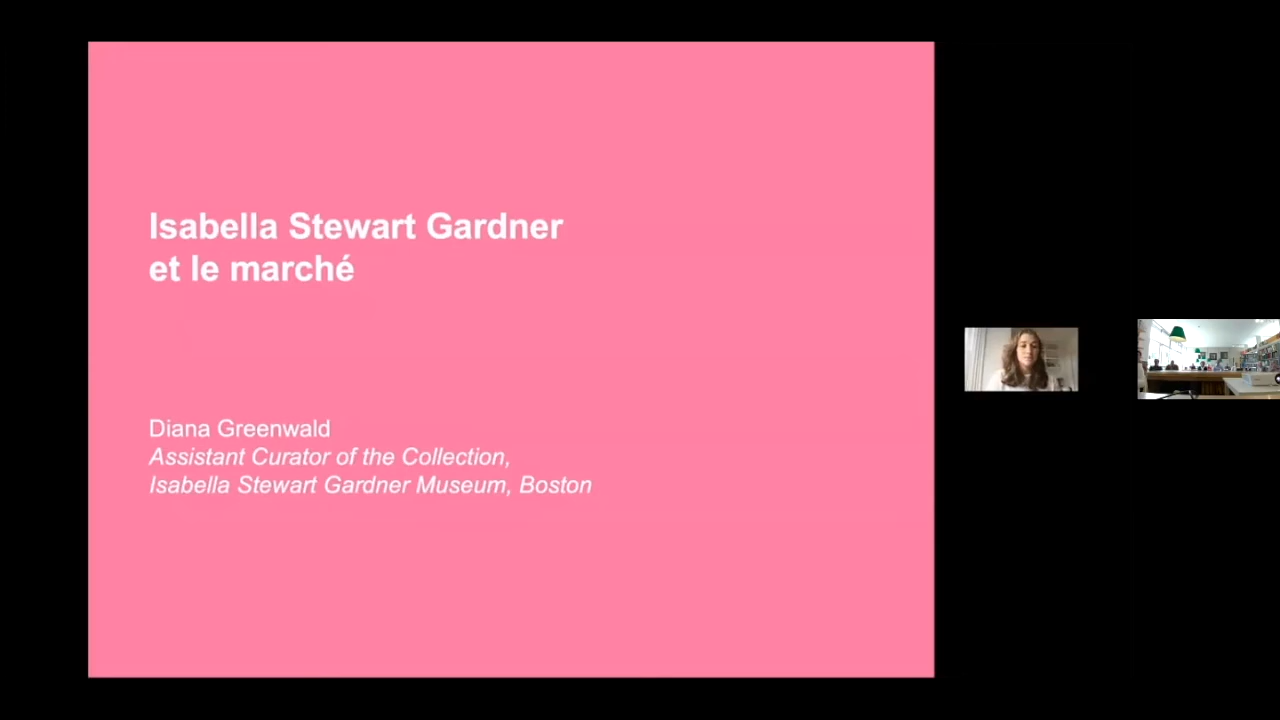 Isabella Stewart Gardner
et le marché
Diana Greenwald
Assistant Curator of the Collection,
Isabella Stewart Gardner Museum, Boston